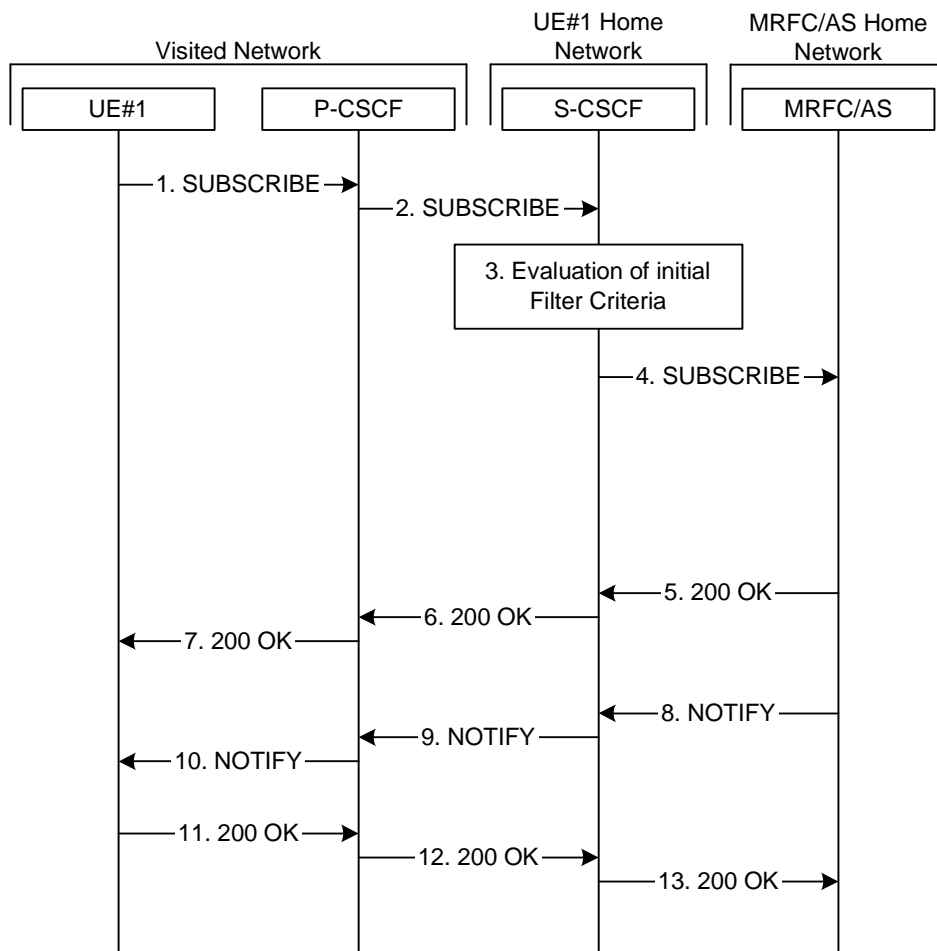 Visited Network
UE#1 Home
Network
MRFC/AS Home
Network
UE#1
P-CSCF
S-CSCF
MRFC/AS
1. SUBSCRIBE
2. SUBSCRIBE
3. Evaluation of initial
Filter Criteria
4. SUBSCRIBE
5. 200 OK
6. 200 OK
7. 200 OK
8. NOTIFY
9. NOTIFY
10. NOTIFY
11. 200 OK
12. 200 OK
13. 200 OK